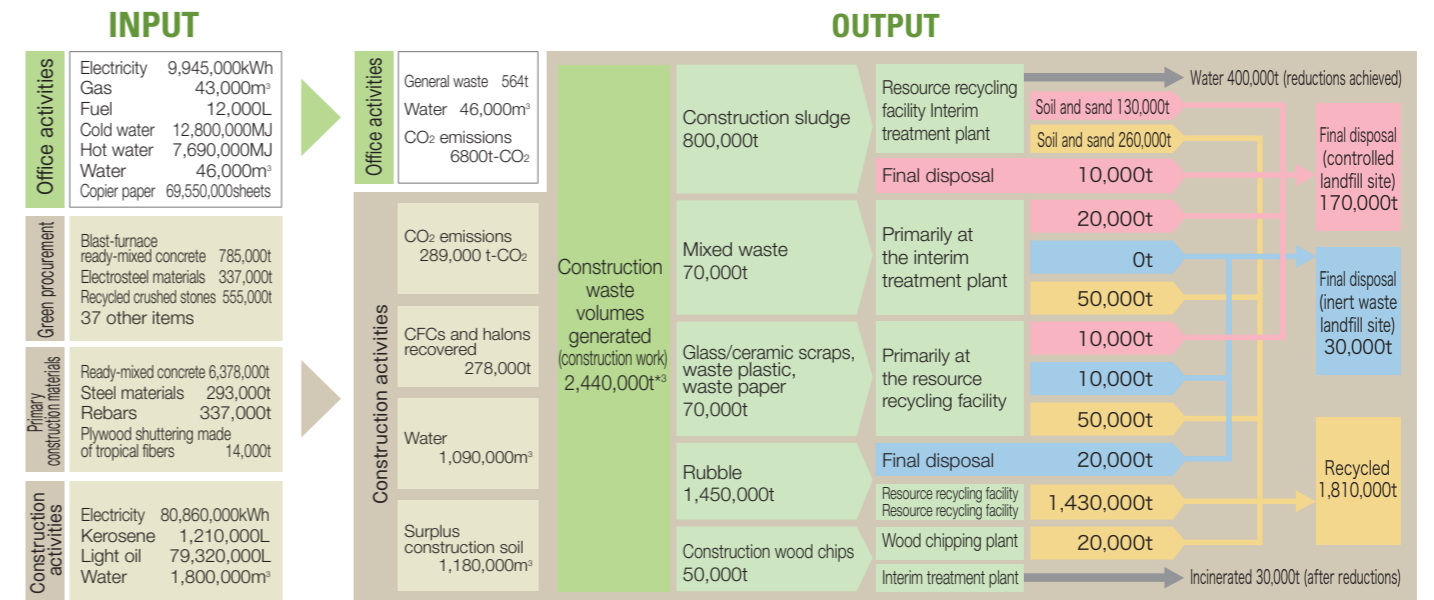 INPUT
OUTPUT
Office activities
Electricity 9,945,000kWh
Gas 43,000m³
Fuel 12,000L
Cold water 12,800,000MJ
Hot water 7,690,000MJ
Water 46,000m³
Copier paper 69,550,000sheets
Green procurement
Blast-furnace
ready-mixed concrete 785,000t
Electrosteel materials 337,000t
Recycled crushed stones 555,000t
37 other items
Primary
construction materials
Ready-mixed concrete 6,378,000t
Steel materials 293,000t
Rebars 337,000t
Plywood shuttering made
of tropical fibers 14,000t
Construction
activities
Electricity 80,860,000kWh
Kerosene 1,210,000L
Light oil 79,320,000L
Water 1,800,000m³
Office activities
General waste 564t
Water 46,000m³
CO₂ emissions
6800t-CO₂
Construction activities
CO₂ emissions
289,000 t-CO₂
CFCs and halons
recovered
278,000t
Water
1,090,000m³
Surplus
construction soil
1,180,000m³
Construction
waste
volumes
generated
(construction work)
2,440,000t*³
Construction sludge
800,000t
Resource recycling
facility Interim
treatment plant
Water 400,000t (reductions achieved)
Soil and sand 130,000t
Soil and sand 260,000t
Final disposal 10,000t
Mixed waste
70,000t
Primarily at
the interim
treatment plant
20,000t
0t
50,000t
Glass/ceramic scraps,
waste plastic,
waste paper
70,000t
Primarily at
the resource
recycling facility
10,000t
10,000t
50,000t
Rubble
1,450,000t
Final disposal 20,000t
Resource recycling facility
Resource recycling facility
1,430,000t
Construction wood chips
50,000t
Wood chipping plant
20,000t
Interim treatment plant
Incinerated 30,000t (after reductions)
Final disposal
(controlled
landfill site)
170,000t
Final disposal
(inert waste
landfill site)
30,000t
Recycled
1,810,000t